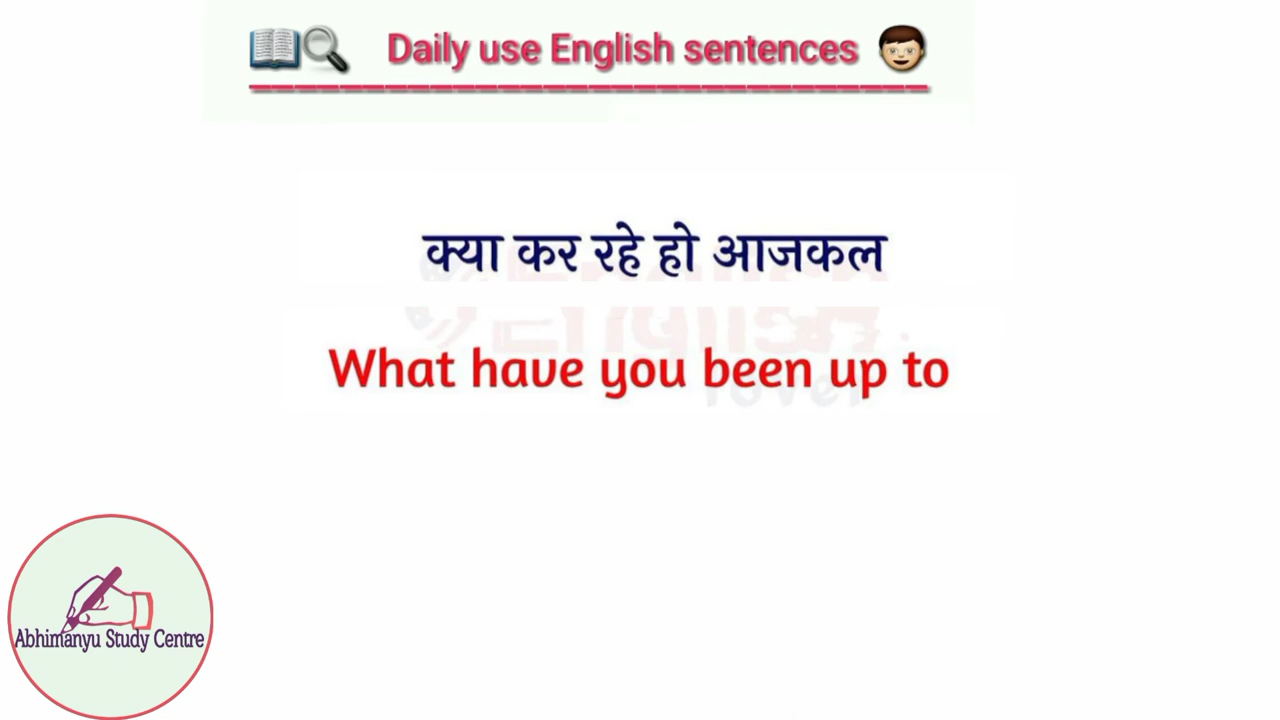 Daily use English sentences
क्या कर रहे हो आजकल
What have you been up to
Abhimanyu Study Centre